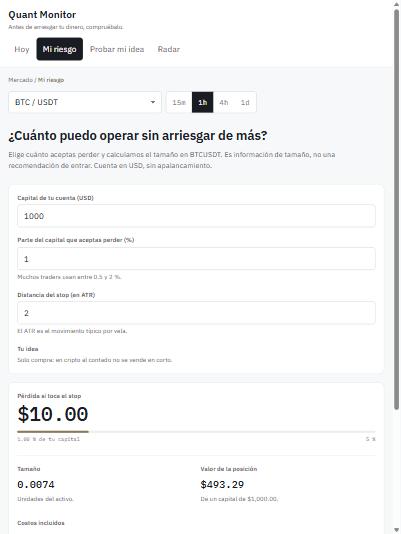 Quant Monitor
Antes de arriesgar tu dinero, compruébalo.
Hoy Mi riesgo Probar mi idea Radar
Mercado / Mi riesgo
BTC / USDT 15m 1h 4h 1d
¿Cuánto puedo operar sin arriesgar de más?
Elige cuánto aceptas perder y calculamos el tamaño en BTCUSDT. Es información de tamaño, no una
recomendación de entrar. Cuenta en USD, sin apalancamiento.
Capital de tu cuenta (USD)
1000
Parte del capital que aceptas perder (%)
1
Muchos traders usan entre 0.5 y 2 %.
Distancia del stop (en ATR)
2
El ATR es el movimiento típico por vela.
Tu idea
Solo compra: en cripto al contado no se vende en corto.
Pérdida si toca el stop
$10.00
1.00 % de tu capital 5 %
Tamaño Valor de la posición
0.0074 $493.29
Unidades del activo. De un capital de $1,000.00.
Costos incluidos